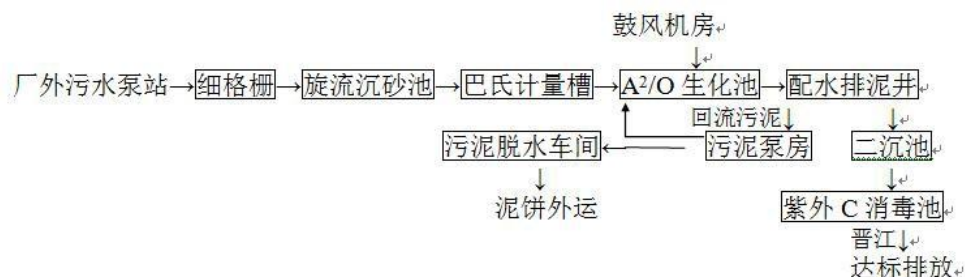 鼓风机房
厂外污水泵站→细格栅→旋流沉砂池→巴氏计量槽→A²/O 生化池→配水排泥井
回流污泥
污泥脱水车间←污泥泵房 二沉池
泥饼外运 紫外 C 消毒池
晋江
达标排放